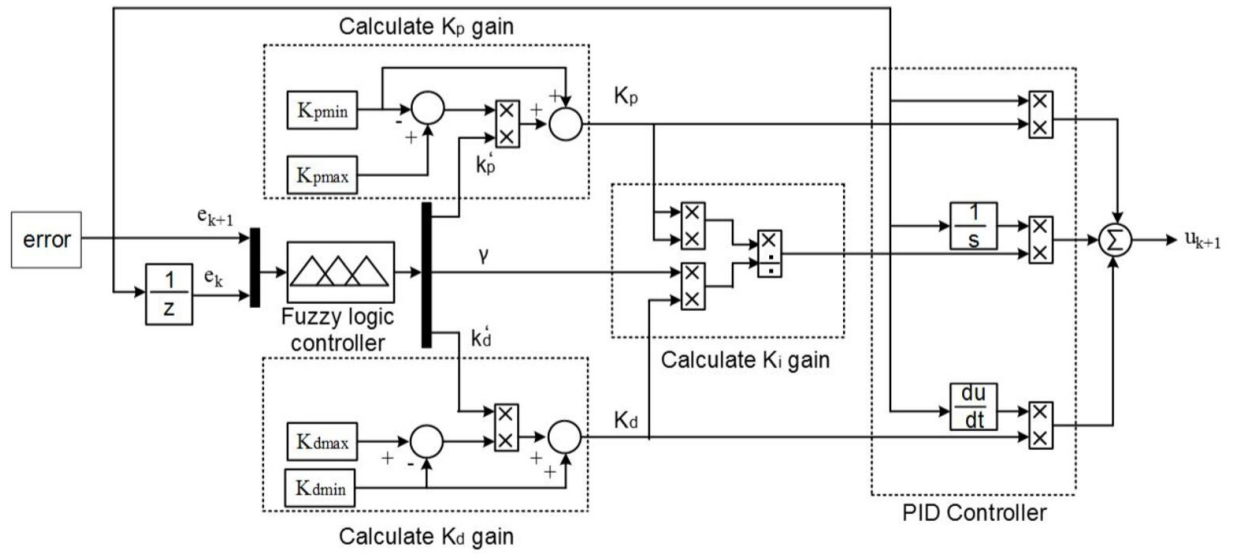 Calculate Kp gain
Kpmin
-
+
Kpmax
×
×
+
+
kp'
Kp
error
ek+1
ek
1
z
Fuzzy logic
controller
γ
kd'
×
×
×
×
×
÷
Calculate Ki gain
Kdmax
+
-
Kdmin
×
×
+
+
Kd
Calculate Kd gain
×
×
1
s
×
×
du
dt
×
×
Σ
uk+1
PID Controller